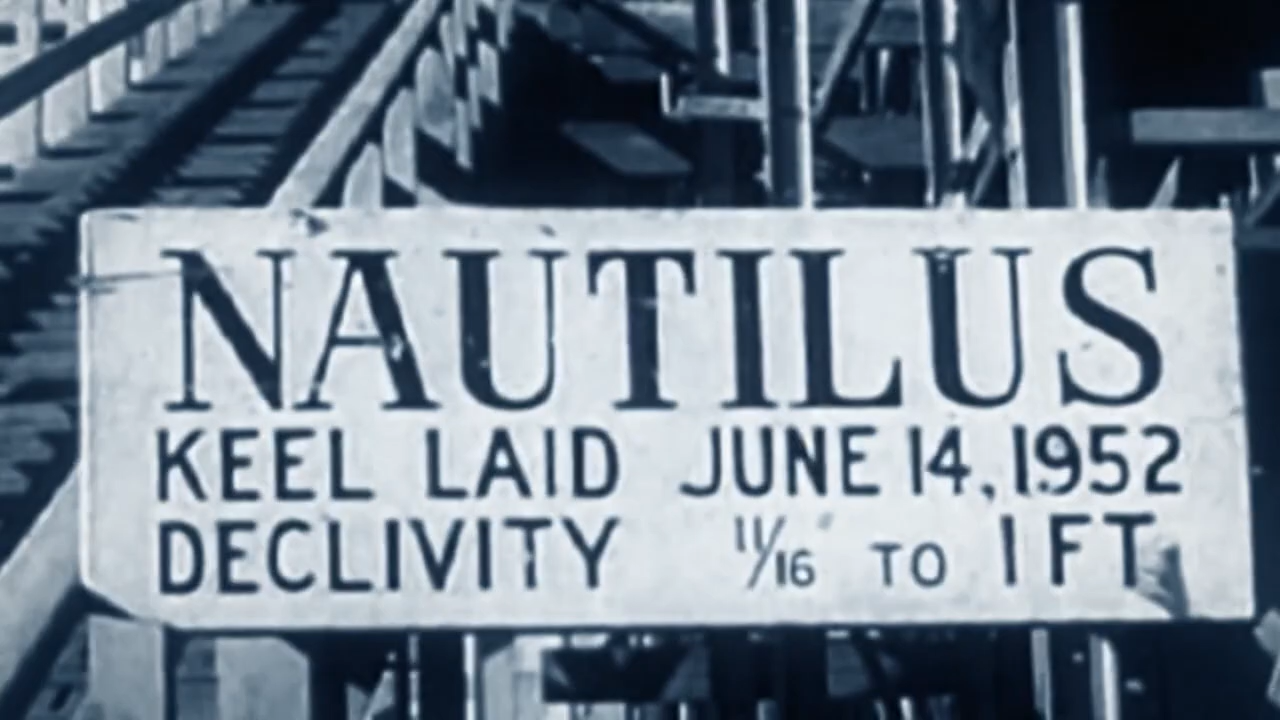 NAUTILUS
KEEL LAID JUNE 14, 1952
DECLIVITY 11/16" TO 1 FT